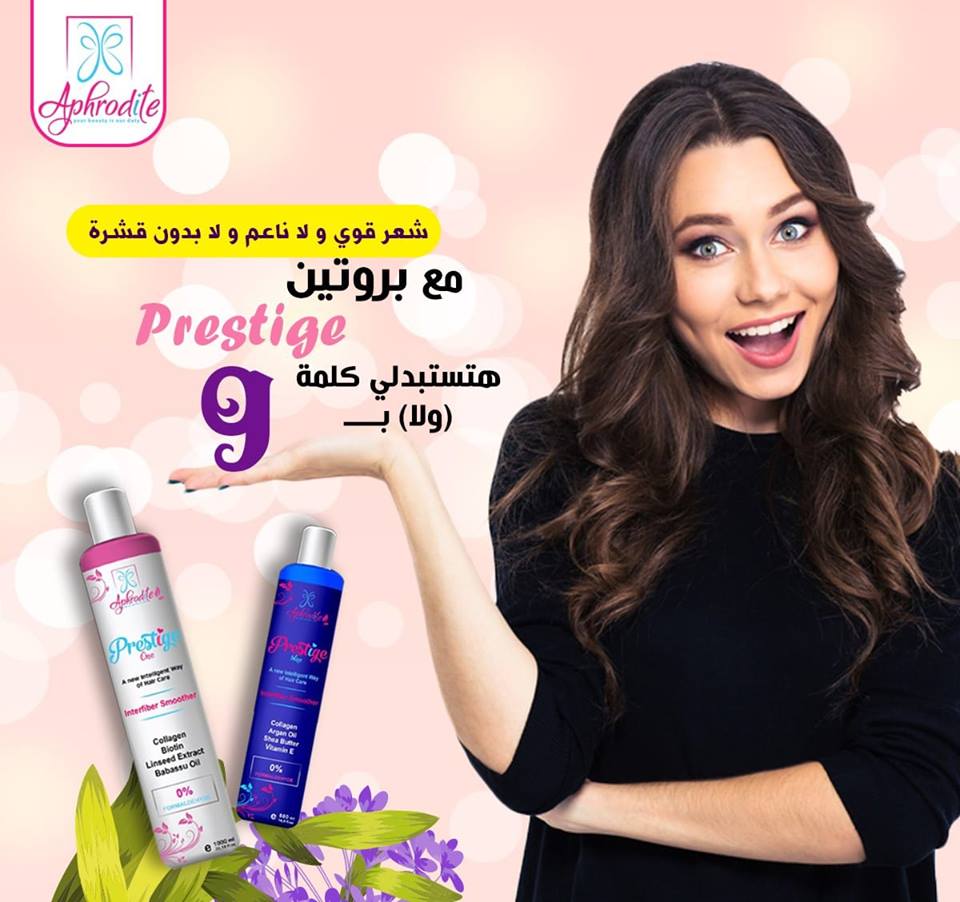 Aphrodite
your beauty is our duty
شعر قوي و لا ناعم و لا بدون قشرة
مع بروتين
Prestige
هتستبدلي كلمة
(ولا) بـــــ
و
Aphrodite
Prestige
One
A new Intelligent Way
of Hair Care
Interfiber Smoother
Collagen
Biotin
Linseed Extract
Babassu Oil
0%
FORMALDEHYDE
e 1000 ml
Aphrodite
Prestige
blue
A new Intelligent Way
of Hair Care
Interfiber Smoother
Collagen
Argan Oil
Shea Butter
Vitamin E
0%
FORMALDEHYDE